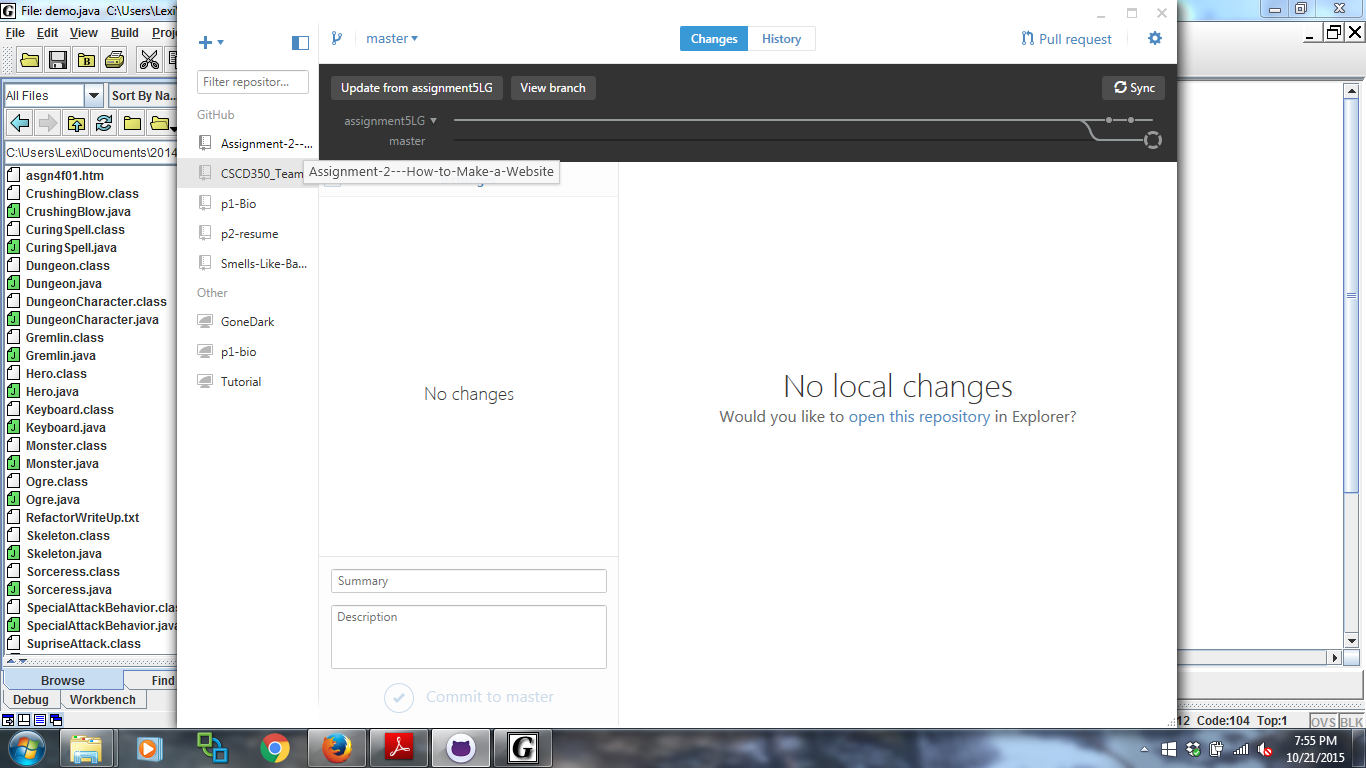 File: demo.java C:\Users\Lexi\
File Edit View Build Proj
All Files
Sort By Na...
C:\Users\Lexi\Documents\2014
asgn4f01.htm
CrushingBlow.class
CrushingBlow.java
CuringSpell.class
CuringSpell.java
Dungeon.class
Dungeon.java
DungeonCharacter.class
DungeonCharacter.java
Gremlin.class
Gremlin.java
Hero.class
Hero.java
Keyboard.class
Keyboard.java
Monster.class
Monster.java
Ogre.class
Ogre.java
RefactorWriteUp.txt
Skeleton.class
Skeleton.java
Sorceress.class
Sorceress.java
SpecialAttackBehavior.clas
SpecialAttackBehavior.java
SupriseAttack.class
Browse
Find
Debug
Workbench
Filter repositor...
GitHub
Assignment-2--...
CSCD350_Team
p1-Bio
p2-resume
Smells-Like-Ba...
Other
GoneDark
p1-bio
Tutorial
master
Changes
History
Pull request
Update from assignment5LG
View branch
Sync
assignment5LG
master
Assignment-2---How-to-Make-a-Website
No changes
No local changes
Would you like to open this repository in Explorer?
Summary
Description
Commit to master
12 Code:104 Top:1
OVS BLK
7:55 PM
10/21/2015